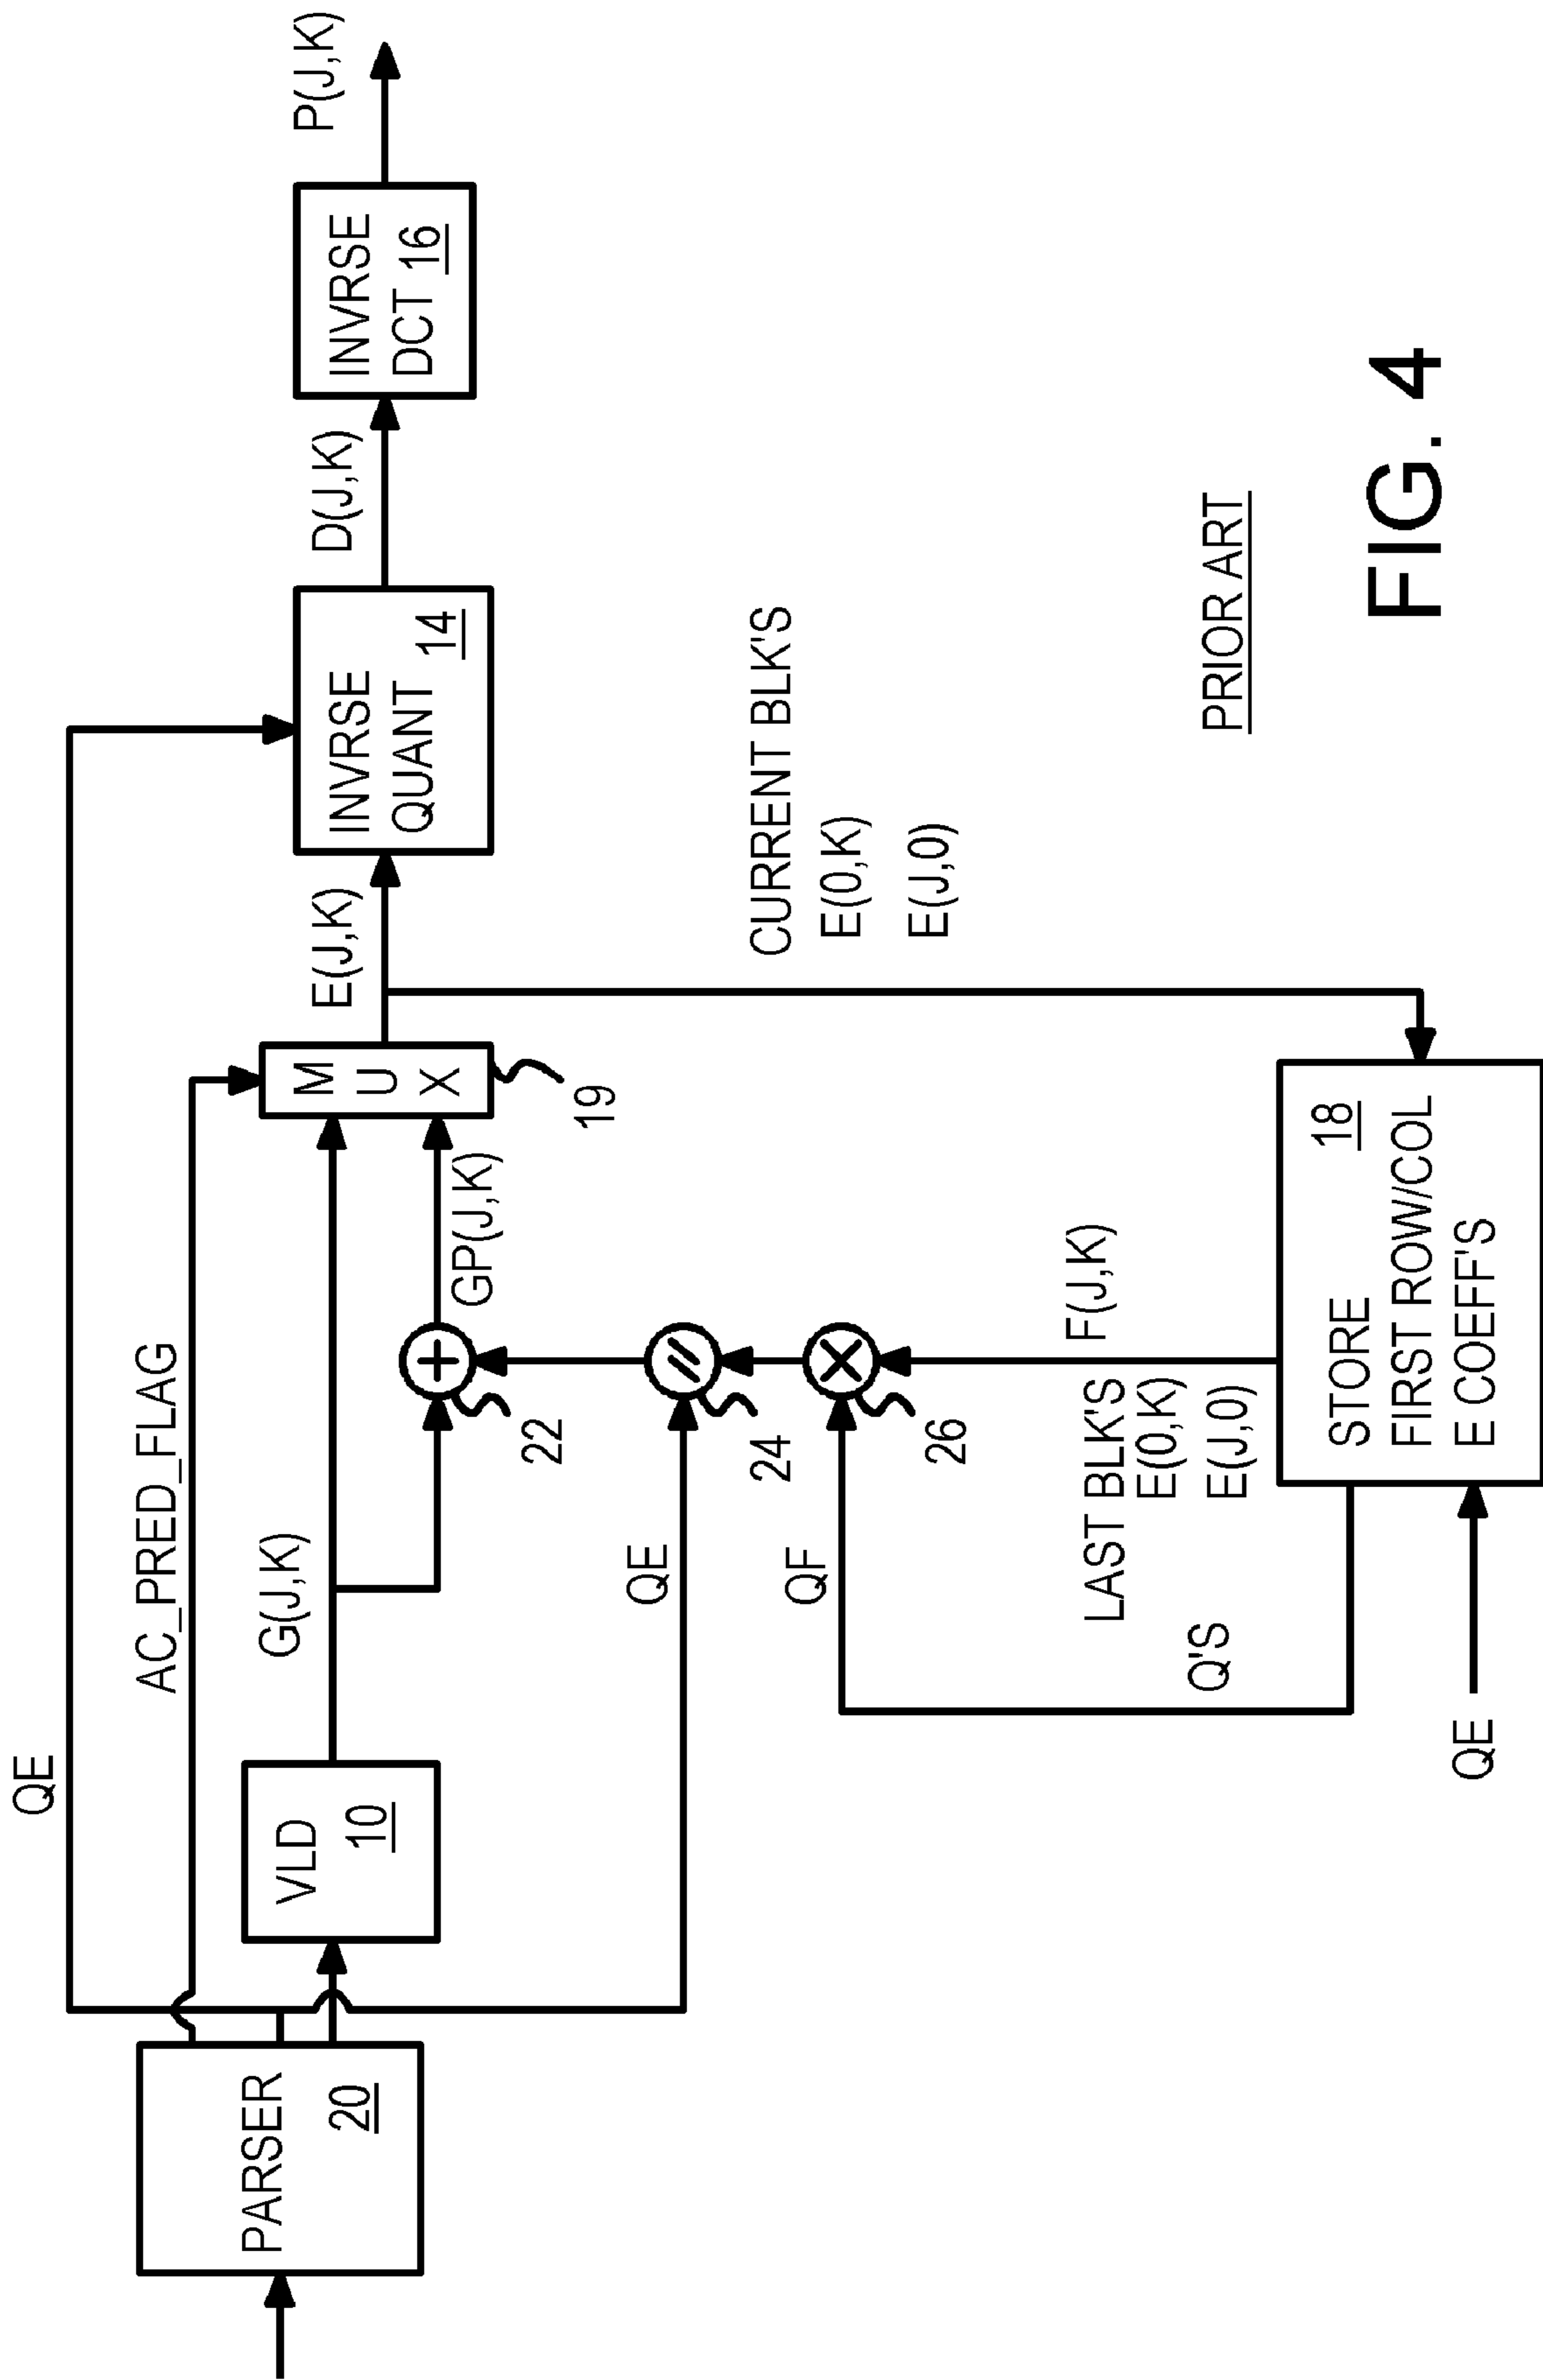 QE
AC_PRED_FLAG
PARSER
20
VLD
10
G(J,K)
M
U
X
19
E(J,K)
INVRSE
QUANT 14
D(J,K)
INVRSE
DCT 16
P(J,K)
GP(J,K)
22
QE
24
QF
26
CURRENT BLK'S
E(0,K)
E(J,0)
F(J,K)
LAST BLK'S
E(0,K)
E(J,0)
Q'S
QE
STORE 18
FIRST ROW/COL
E COEFF'S
PRIOR ART
FIG. 4